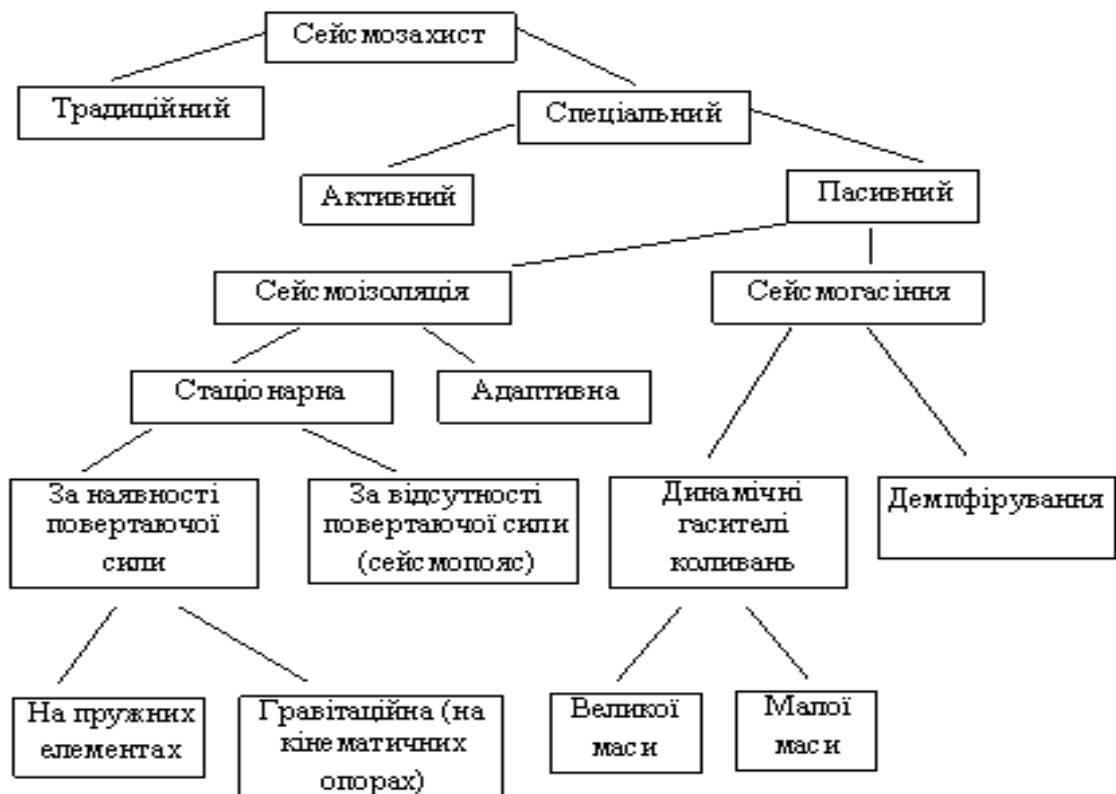 Сейсмозахист
Традиційний
Спеціальний
Активний
Пасивний
Сейсмоізоляція
Сейсмогасіння
Стаціонарна
Адаптивна
За наявності
повертаючої
сили
За відсутності
повертаючої сили
(сейсмопояс)
Динамічні
гасителі
коливань
Демпфірування
На пружних
елементах
Гравітаційна (на
кінематичних
опорах)
Великої
маси
Малої
маси